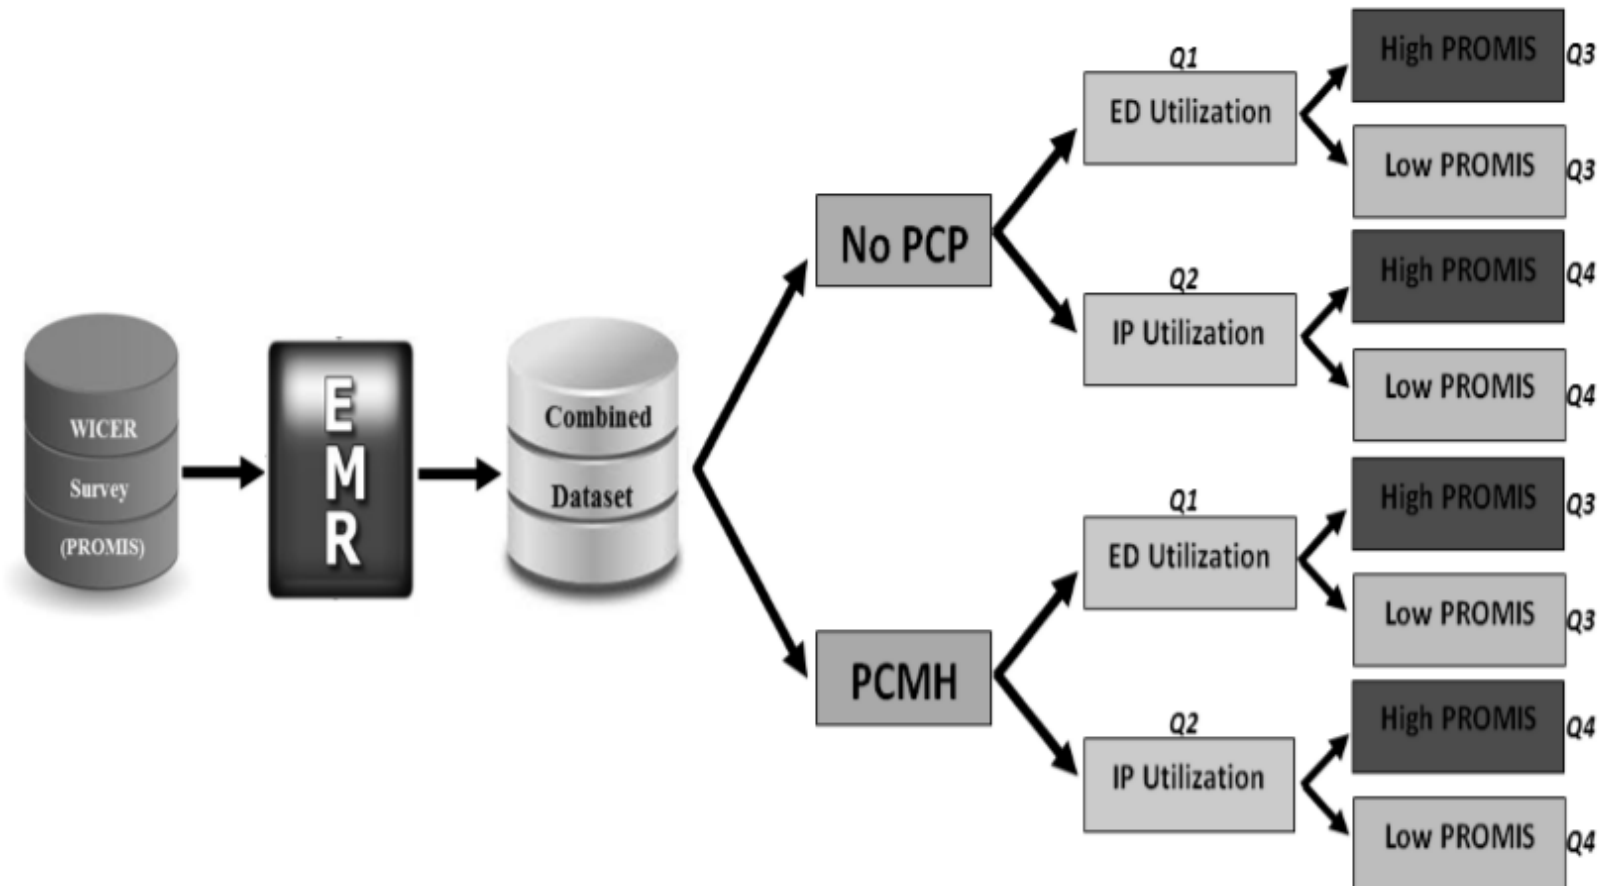 WICER
Survey
(PROMIS)
E
M
R
Combined
Dataset
No PCP
PCMH
Q1
ED Utilization
Q2
IP Utilization
Q1
ED Utilization
Q2
IP Utilization
High PROMIS Q3
Low PROMIS Q3
High PROMIS Q4
Low PROMIS Q4
High PROMIS Q3
Low PROMIS Q3
High PROMIS Q4
Low PROMIS Q4